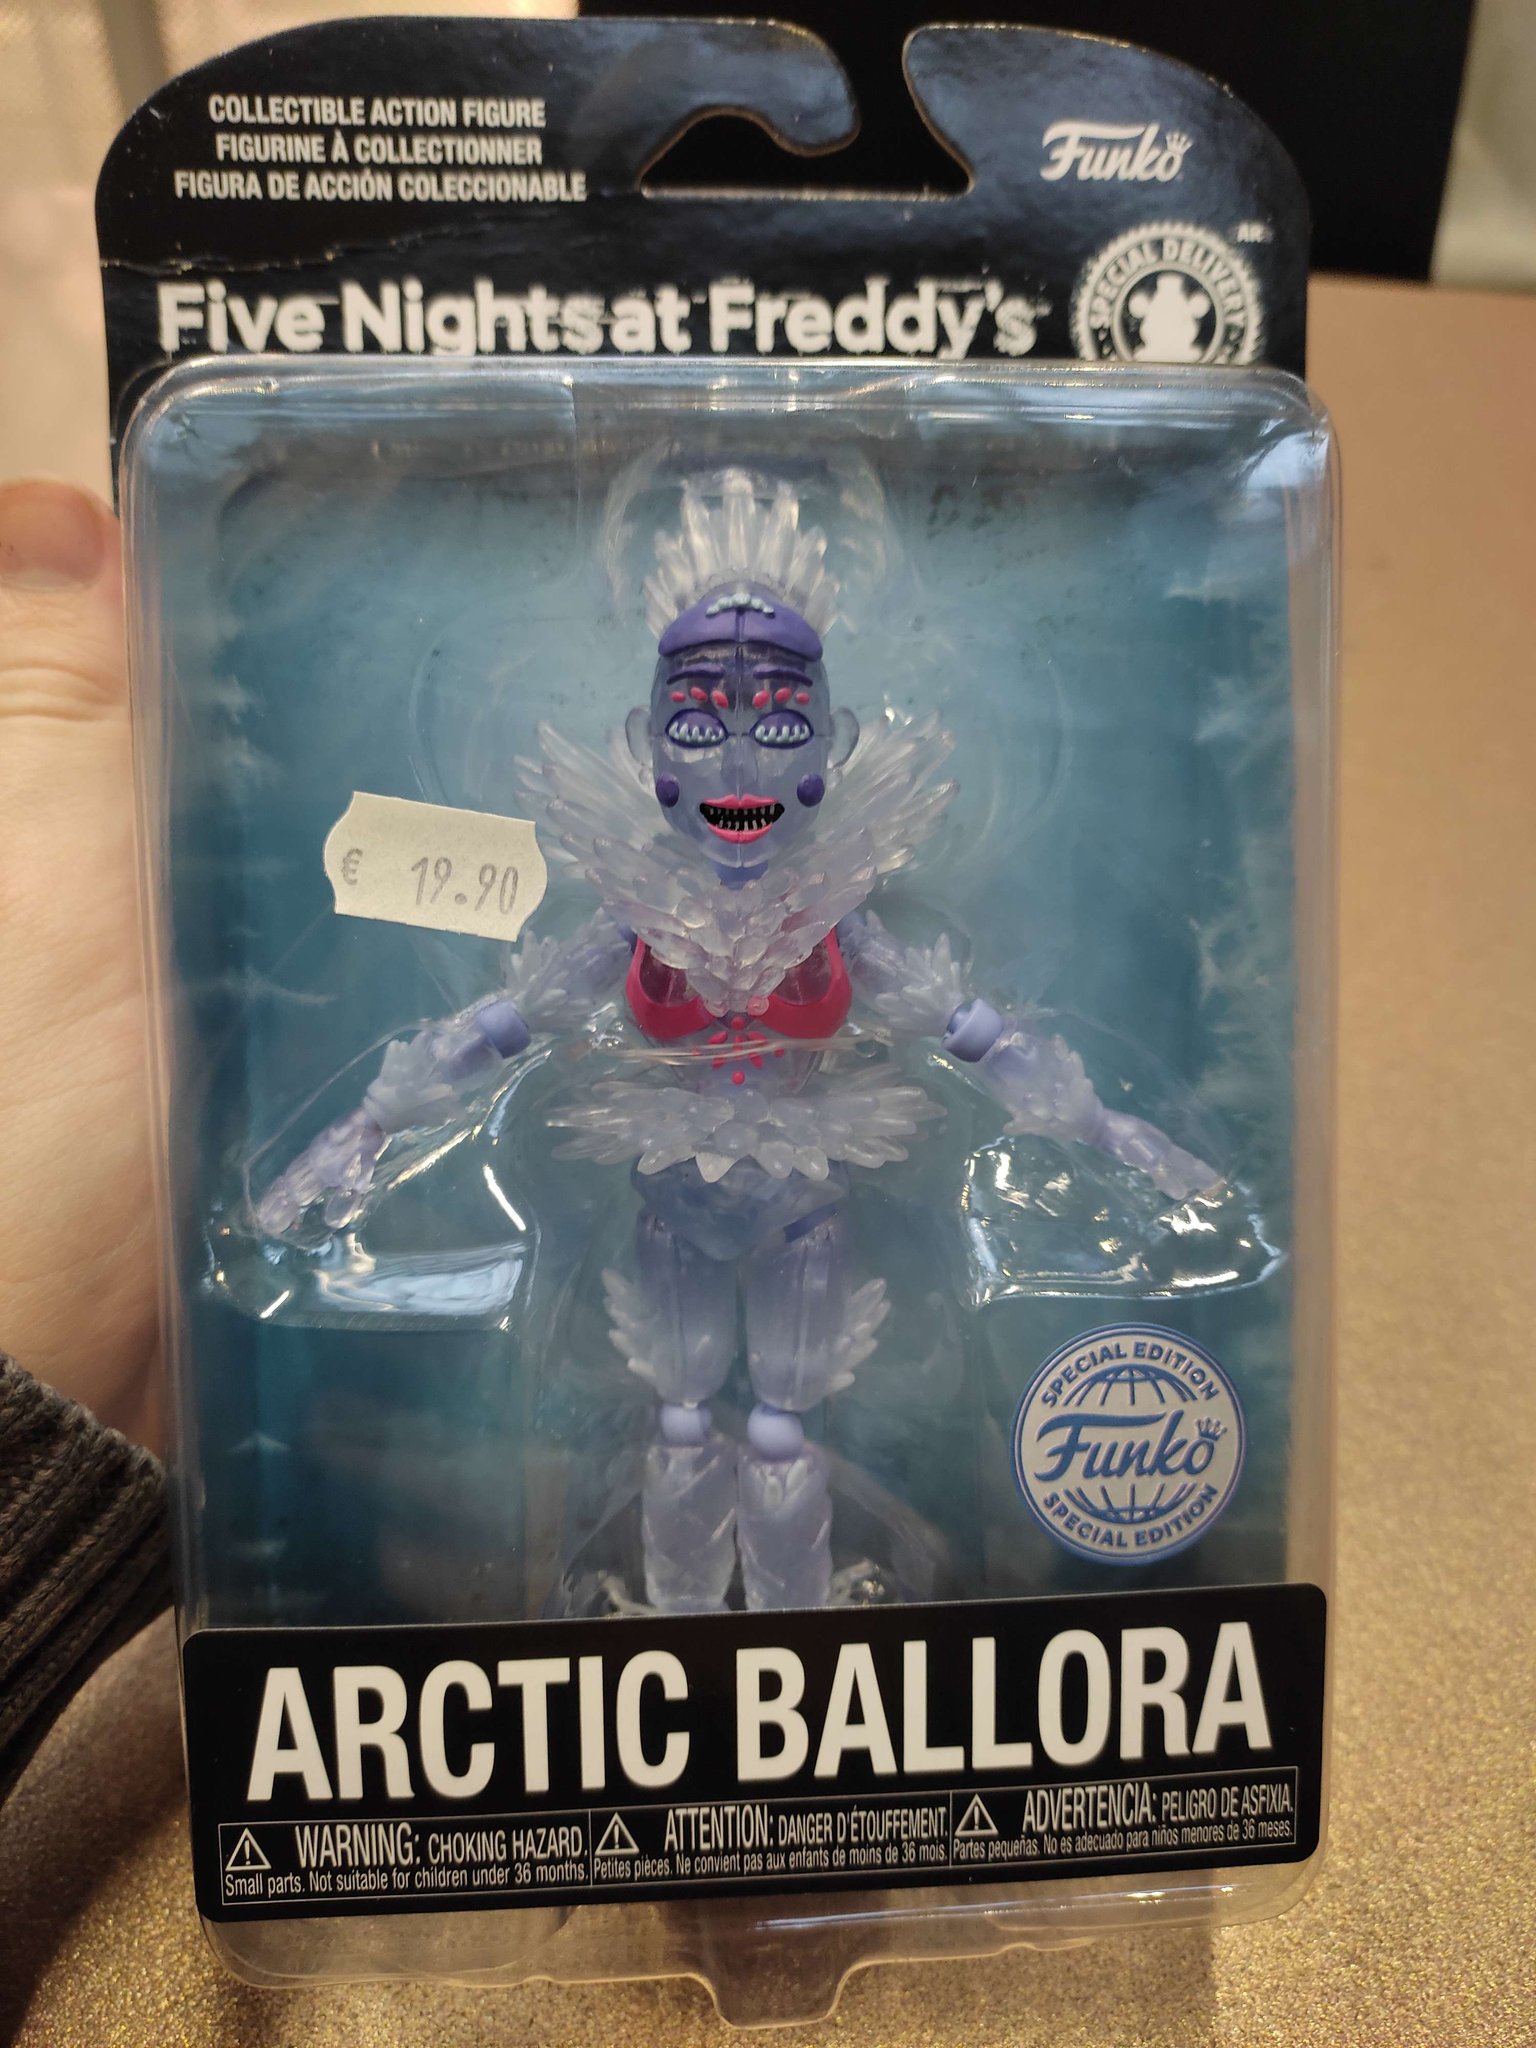 COLLECTIBLE ACTION FIGURE
FIGURINE À COLLECTIONNER
FIGURA DE ACCIÓN COLECCIONABLE
Funko
Five Nights at Freddy's
AR
SPECIAL DELIVERY
€ 19.90
SPECIAL EDITION
Funko
SPECIAL EDITION
ARCTIC BALLORA
WARNING: CHOKING HAZARD.
Small parts. Not suitable for children under 36 months.
ATTENTION: DANGER D'ÉTOUFFEMENT.
Petites pièces. Ne convient pas aux enfants de moins de 36 mois.
ADVERTENCIA: PELIGRO DE ASFIXIA.
Partes pequeñas. No es adecuado para niños menores de 36 meses.